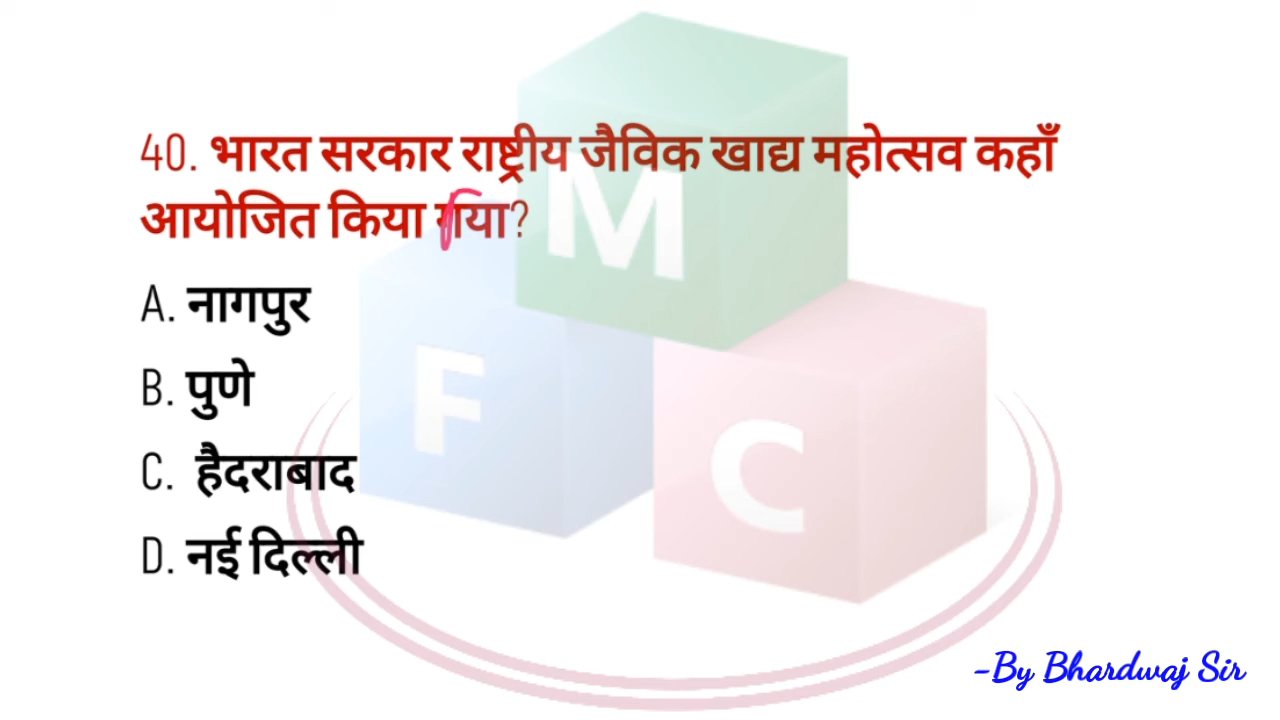 40. भारत सरकार राष्ट्रीय जैविक खाद्य महोत्सव कहाँ
आयोजित किया गया?
A. नागपुर
B. पुणे
C. हैदराबाद
D. नई दिल्ली
M
F
C
-By Bhardwaj Sir